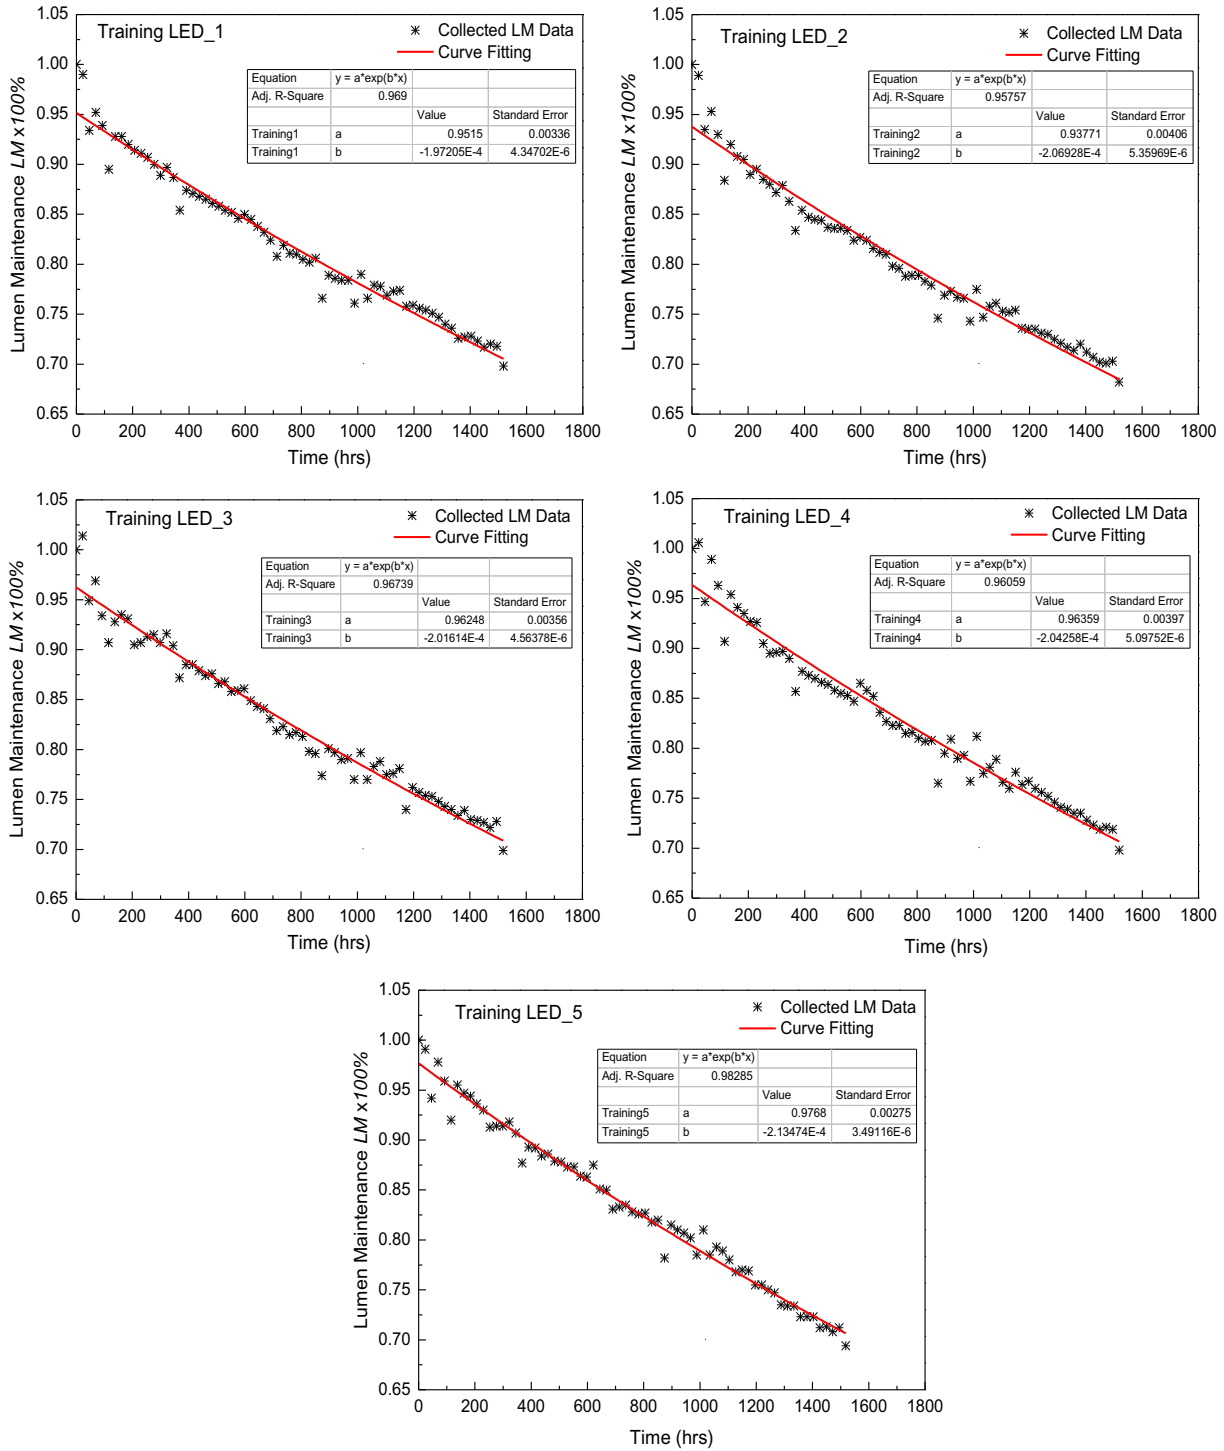 Training LED_1
Collected LM Data
Curve Fitting
Equation y = a*exp(b*x)
Adj. R-Square 0.969
Value Standard Error
Training1 a 0.9515 0.00336
Training1 b -1.97205E-4 4.34702E-6
Lumen Maintenance LM x100%
1.05
1.00
0.95
0.90
0.85
0.80
0.75
0.70
0.65
0 200 400 600 800 1000 1200 1400 1600 1800
Time (hrs)
Training LED_2
Collected LM Data
Curve Fitting
Equation y = a*exp(b*x)
Adj. R-Square 0.95757
Value Standard Error
Training2 a 0.93771 0.00406
Training2 b -2.06928E-4 5.35969E-6
Lumen Maintenance LM x100%
1.05
1.00
0.95
0.90
0.85
0.80
0.75
0.70
0.65
0 200 400 600 800 1000 1200 1400 1600 1800
Time (hrs)
Training LED_3
Collected LM Data
Curve Fitting
Equation y = a*exp(b*x)
Adj. R-Square 0.96739
Value Standard Error
Training3 a 0.96248 0.00356
Training3 b -2.01614E-4 4.56378E-6
Lumen Maintenance LM x100%
1.05
1.00
0.95
0.90
0.85
0.80
0.75
0.70
0.65
0 200 400 600 800 1000 1200 1400 1600 1800
Time (hrs)
Training LED_4
Collected LM Data
Curve Fitting
Equation y = a*exp(b*x)
Adj. R-Square 0.96059
Value Standard Error
Training4 a 0.96359 0.00397
Training4 b -2.04258E-4 5.09752E-6
Lumen Maintenance LM x100%
1.05
1.00
0.95
0.90
0.85
0.80
0.75
0.70
0.65
0 200 400 600 800 1000 1200 1400 1600 1800
Time (hrs)
Training LED_5
Collected LM Data
Curve Fitting
Equation y = a*exp(b*x)
Adj. R-Square 0.98285
Value Standard Error
Training5 a 0.9768 0.00275
Training5 b -2.13474E-4 3.49116E-6
Lumen Maintenance LM x100%
1.05
1.00
0.95
0.90
0.85
0.80
0.75
0.70
0.65
0 200 400 600 800 1000 1200 1400 1600 1800
Time (hrs)